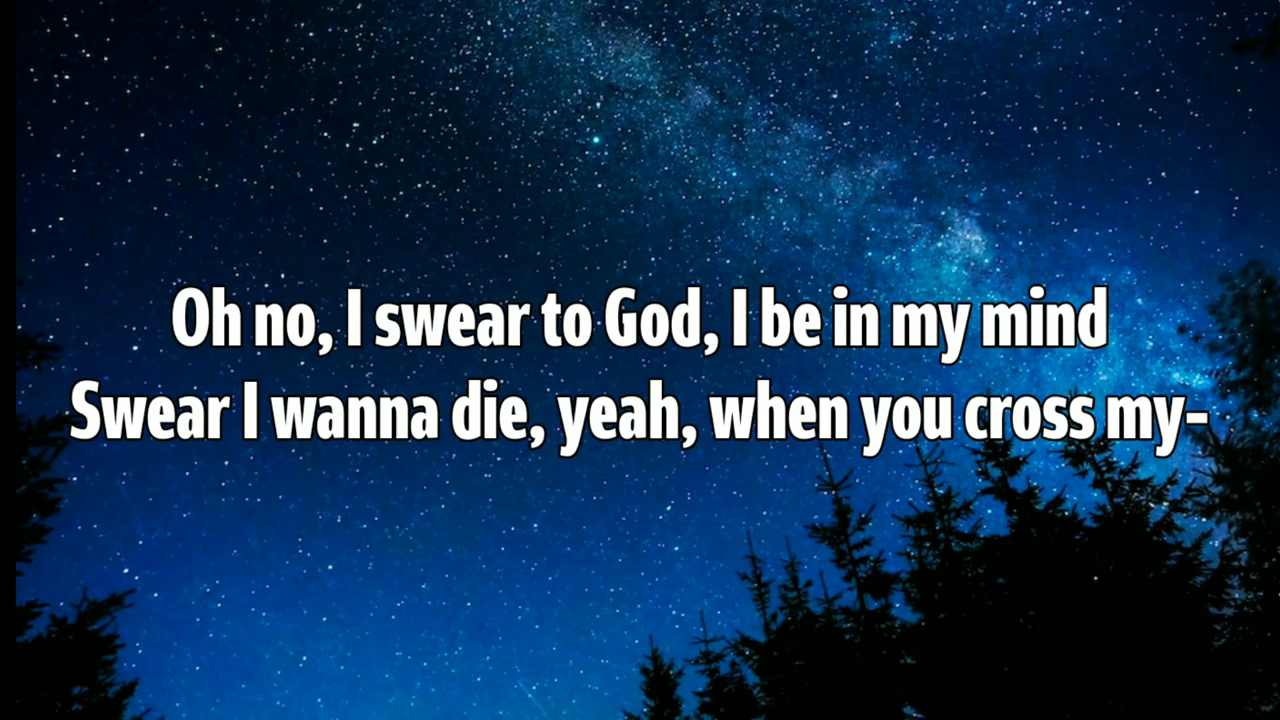 Oh no, I swear to God, I be in my mind
Swear I wanna die, yeah, when you cross my-